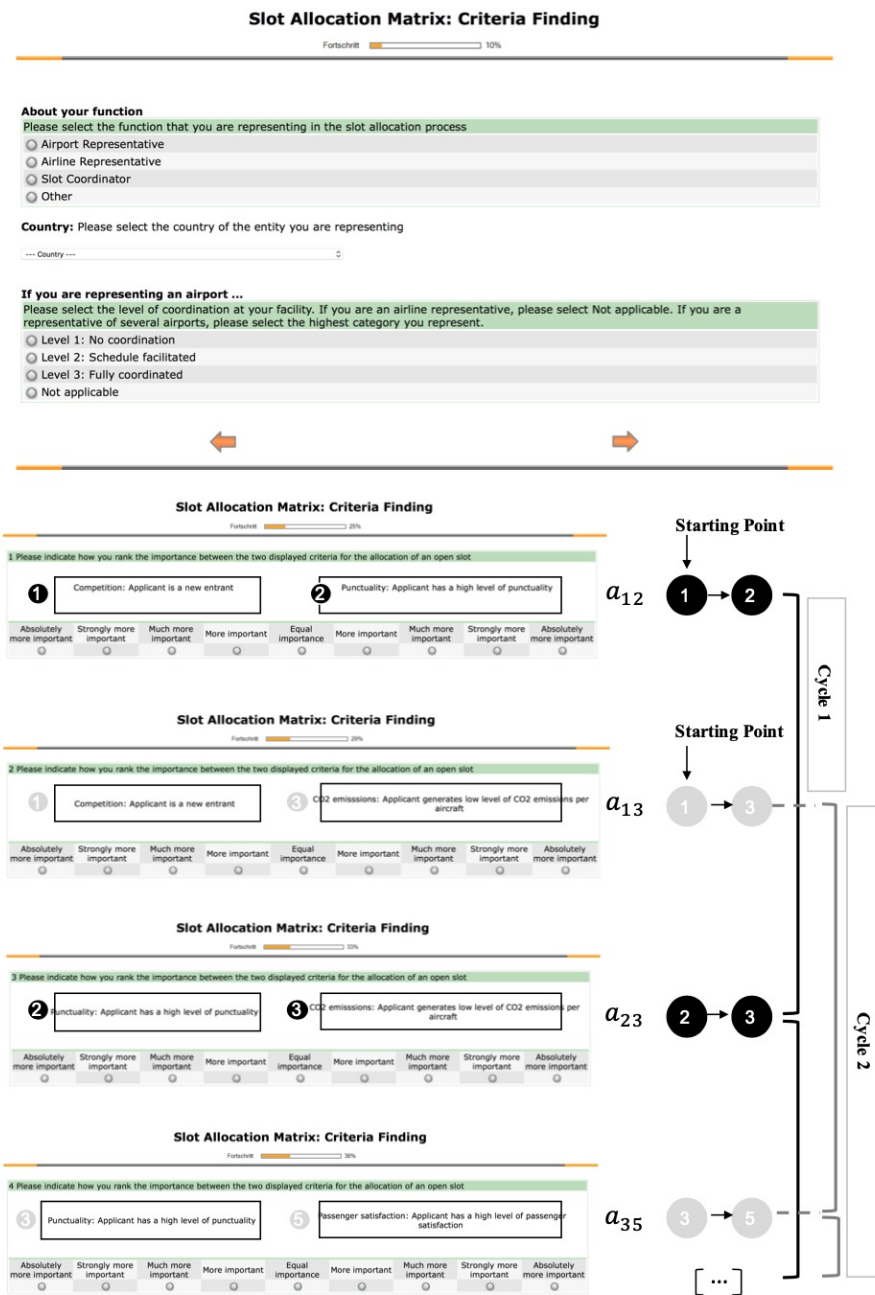 Slot Allocation Matrix: Criteria Finding
Fortschritt 10%
About your function
Please select the function that you are representing in the slot allocation process
Airport Representative
Airline Representative
Slot Coordinator
Other
Country: Please select the country of the entity you are representing
--- Country ---
If you are representing an airport ...
Please select the level of coordination at your facility. If you are an airline representative, please select Not applicable. If you are a
representative of several airports, please select the highest category you represent.
Level 1: No coordination
Level 2: Schedule facilitated
Level 3: Fully coordinated
Not applicable
Slot Allocation Matrix: Criteria Finding
Fortschritt 25%
1 Please indicate how you rank the importance between the two displayed criteria for the allocation of an open slot
1 Competition: Applicant is a new entrant
2 Punctuality: Applicant has a high level of punctuality
Absolutely more important Strongly more important Much more important More important Equal importance More important Much more important Strongly more important Absolutely more important
a12
Starting Point
1 2
Cycle 1
Slot Allocation Matrix: Criteria Finding
Fortschritt 29%
2 Please indicate how you rank the importance between the two displayed criteria for the allocation of an open slot
1 Competition: Applicant is a new entrant
3 CO2 emisssions: Applicant generates low level of CO2 emissions per
aircraft
Absolutely more important Strongly more important Much more important More important Equal importance More important Much more important Strongly more important Absolutely more important
a13
Starting Point
1 3
Slot Allocation Matrix: Criteria Finding
Fortschritt 33%
3 Please indicate how you rank the importance between the two displayed criteria for the allocation of an open slot
2 Punctuality: Applicant has a high level of punctuality
3 CO2 emisssions: Applicant generates low level of CO2 emissions per
aircraft
Absolutely more important Strongly more important Much more important More important Equal importance More important Much more important Strongly more important Absolutely more important
a23
2 3
Cycle 2
Slot Allocation Matrix: Criteria Finding
Fortschritt 38%
4 Please indicate how you rank the importance between the two displayed criteria for the allocation of an open slot
3 Punctuality: Applicant has a high level of punctuality
5 Passenger satisfaction: Applicant has a high level of passenger
satisfaction
Absolutely more important Strongly more important Much more important More important Equal importance More important Much more important Strongly more important Absolutely more important
a35
3 5
[ ... ]